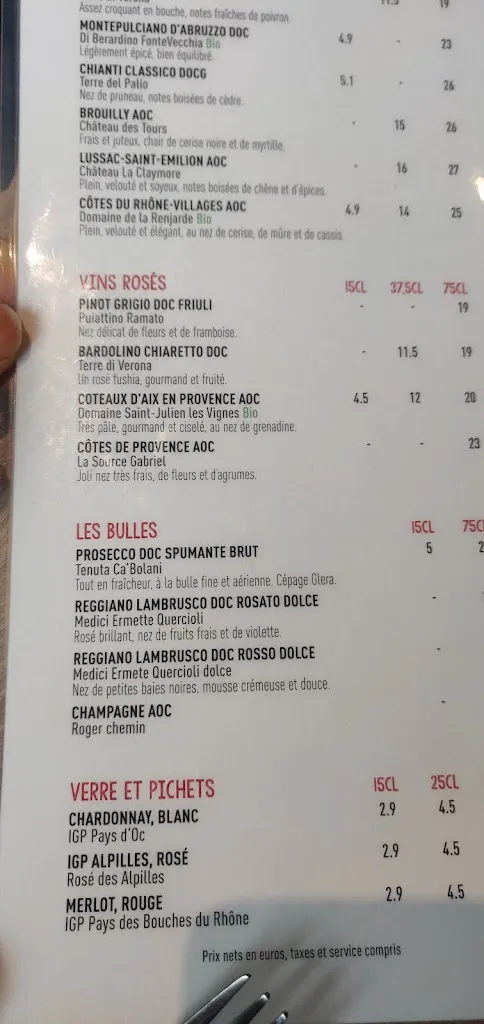 Assez croquant en bouche, notes fraîches de poivron. 19
MONTEPULCIANO D'ABRUZZO DOC
Di Berardino FonteVecchia Bio 4.9 - 23
Légèrement épicé, bien équilibré.
CHIANTI CLASSICO DOCG
Terre del Palio 5.1 - 26
Nez de pruneau, notes boisées de cèdre.
BROUILLY AOC
Château des Tours - 15 26
Frais et juteux, chair de cerise noire et de myrtille.
LUSSAC-SAINT-EMILION AOC
Château La Claymore - 16 27
Plein, velouté et soyeux, notes boisées de chêne et d'épices.
CÔTES DU RHÔNE-VILLAGES AOC 4.9 14 25
Domaine de la Renjarde Bio
Plein, velouté et élégant, au nez de cerise, de mûre et de cassis.
VINS ROSÉS 15CL 37,5CL 75CL
PINOT GRIGIO DOC FRIULI - - 19
Puiattino Ramato
Nez délicat de fleurs et de framboise.
BARDOLINO CHIARETTO DOC - 11.5 19
Terre di Verona
Un rosé fushia, gourmand et fruité.
COTEAUX D'AIX EN PROVENCE AOC 4.5 12 20
Domaine Saint-Julien les Vignes Bio
Très pâle, gourmand et ciselé, au nez de grenadine.
CÔTES DE PROVENCE AOC - - 23
La Source Gabriel
Joli nez très frais, de fleurs et d'agrumes.
LES BULLES 15CL 75CL
PROSECCO DOC SPUMANTE BRUT 5
Tenuta Ca'Bolani
Tout en fraîcheur, à la bulle fine et aérienne. Cépage Glera.
REGGIANO LAMBRUSCO DOC ROSATO DOLCE -
Medici Ermette Quercioli
Rosé brillant, nez de fruits frais et de violette.
REGGIANO LAMBRUSCO DOC ROSSO DOLCE -
Medici Ermete Quercioli dolce
Nez de petites baies noires, mousse crémeuse et douce.
CHAMPAGNE AOC -
Roger chemin
VERRE ET PICHETS 15CL 25CL
CHARDONNAY, BLANC 2.9 4.5
IGP Pays d'Oc
IGP ALPILLES, ROSÉ 2.9 4.5
Rosé des Alpilles
MERLOT, ROUGE 2.9 4.5
IGP Pays des Bouches du Rhône
Prix nets en euros, taxes et service compris